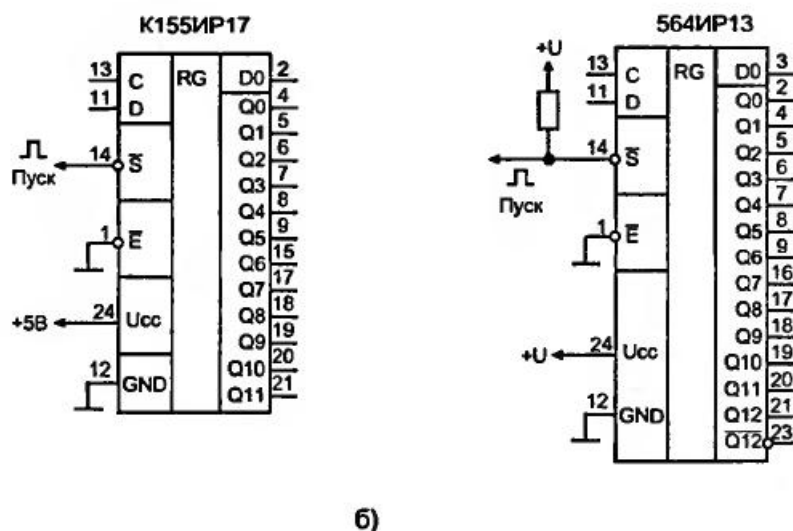 К155ИР17
13 C RG D0 2
11 D Q0 4
Q1 5
14 S̅ Q2 6
Пуск Q3 7
Q4 8
1 E̅ Q5 9
Q6 15
Q7 17
+5В 24 Ucc Q8 18
Q9 19
12 GND Q10 20
Q11 21
564ИР13
+U
13 C RG D0 3
11 D Q0 2
Q1 4
14 S̅ Q2 5
Пуск Q3 6
Q4 7
1 E̅ Q5 8
Q6 9
Q7 16
Q8 17
+U 24 Ucc Q9 18
Q10 19
12 GND Q11 20
Q12 21
Q̅1̅2̅ 23
б)